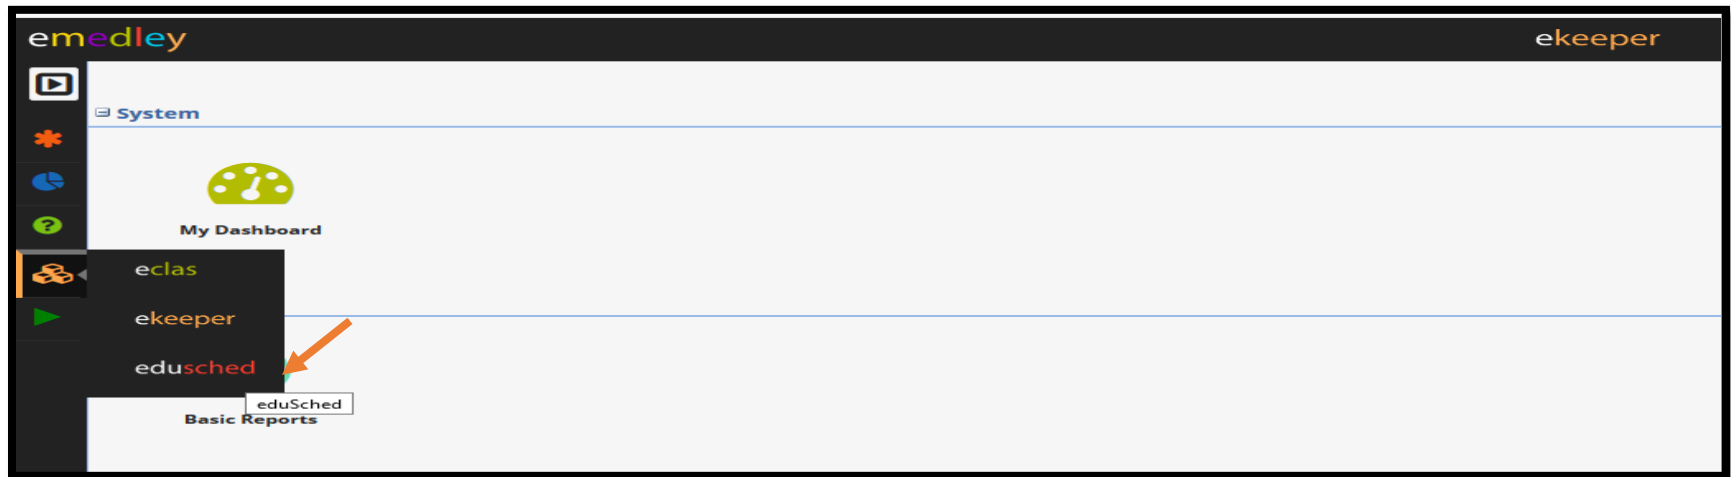 emedley ekeeper
System
My Dashboard
eclas
ekeeper
edusched
eduSched
Basic Reports